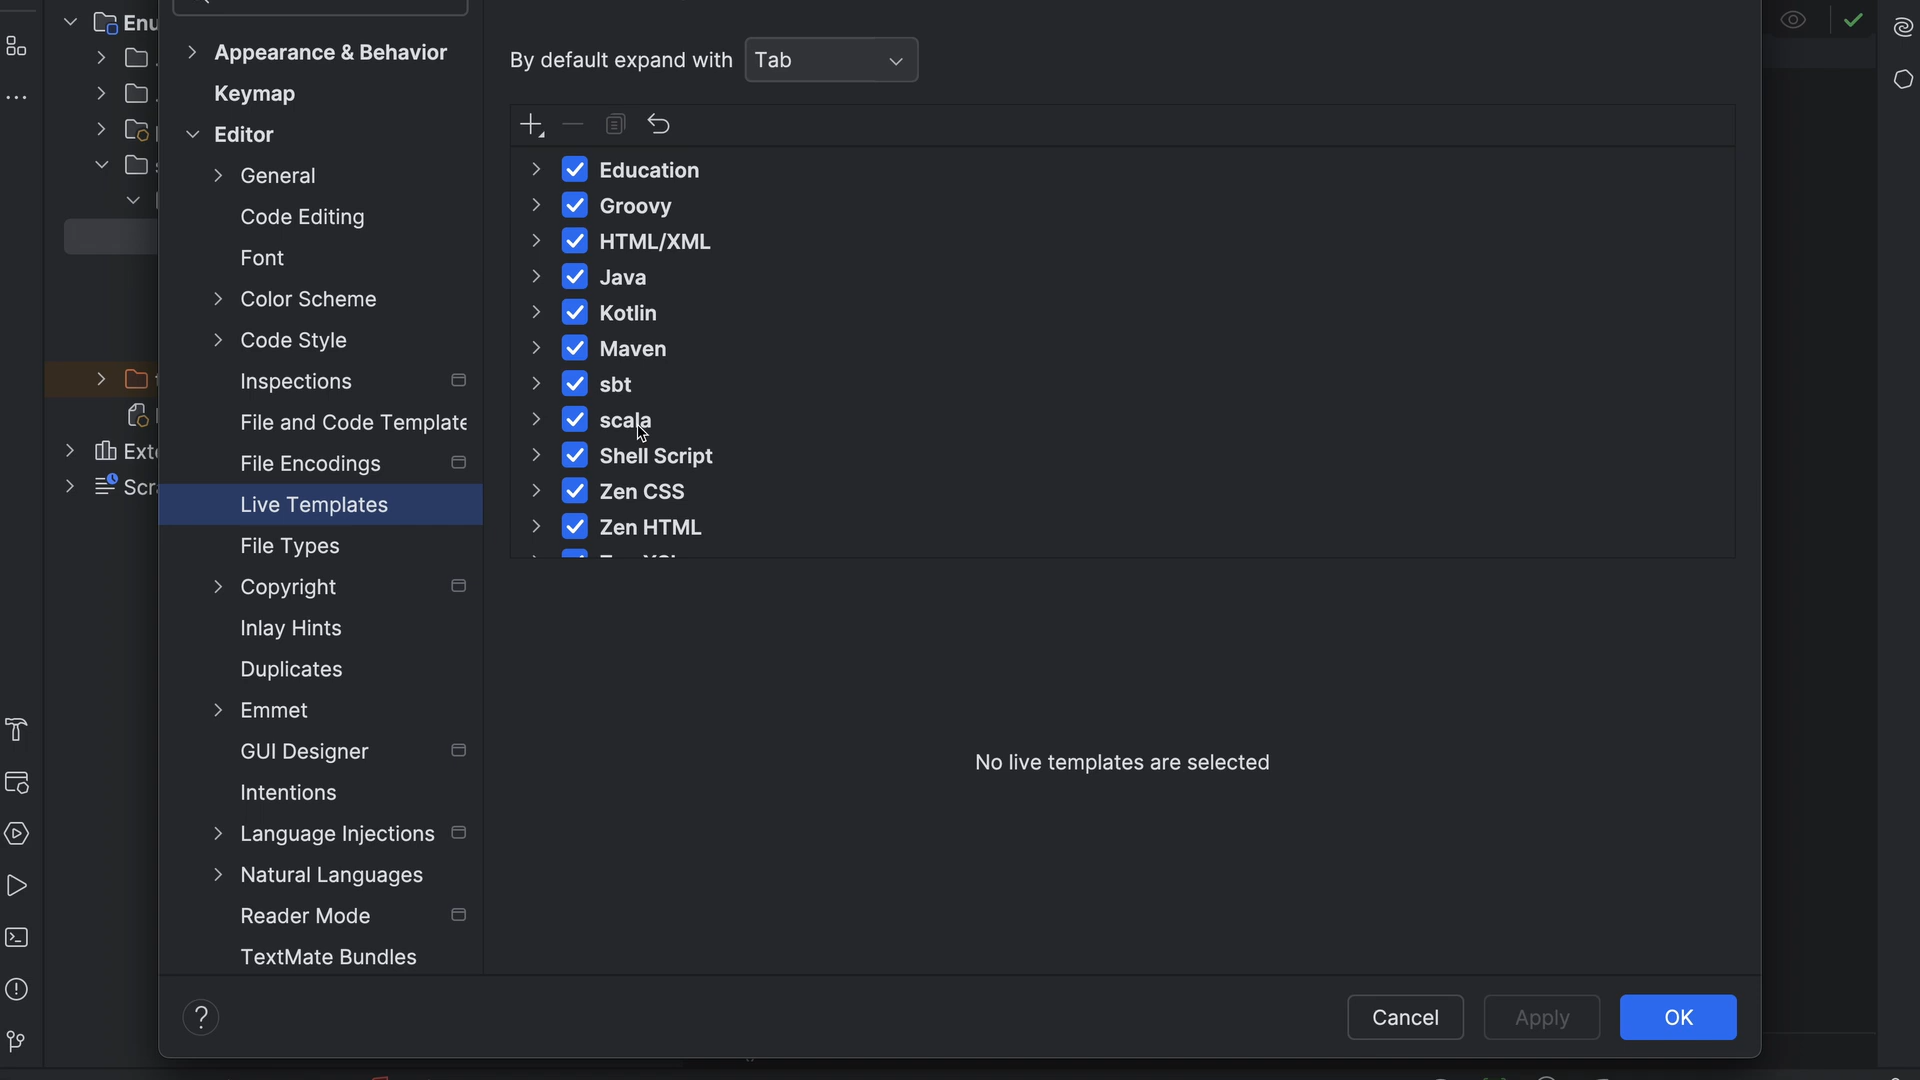 Enu
Exte
Scra
Appearance & Behavior
Keymap
Editor
General
Code Editing
Font
Color Scheme
Code Style
Inspections
File and Code Template
File Encodings
Live Templates
File Types
Copyright
Inlay Hints
Duplicates
Emmet
GUI Designer
Intentions
Language Injections
Natural Languages
Reader Mode
TextMate Bundles
By default expand with Tab
Education
Groovy
HTML/XML
Java
Kotlin
Maven
sbt
scala
Shell Script
Zen CSS
Zen HTML
No live templates are selected
?
Cancel Apply OK